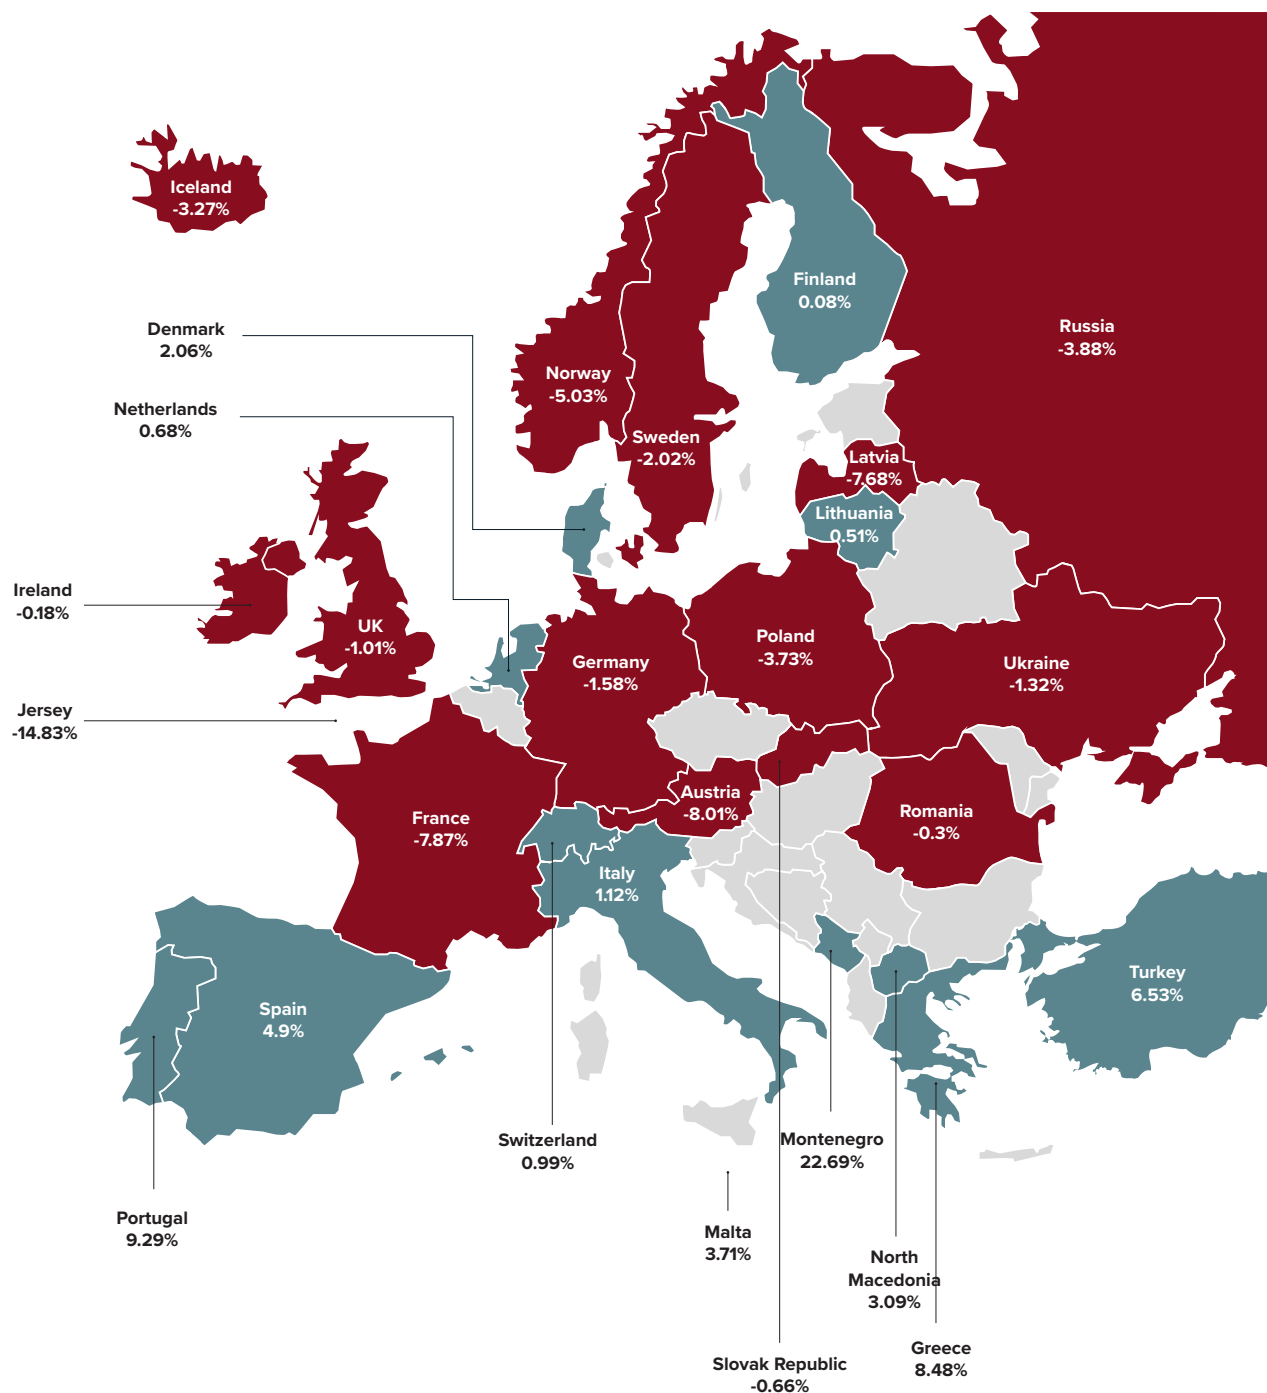 Iceland
-3.27%
Finland
0.08%
Denmark
2.06%
Russia
-3.88%
Norway
-5.03%
Netherlands
0.68%
Sweden
-2.02%
Latvia
-7.68%
Lithuania
0.51%
Ireland
-0.18%
UK
-1.01%
Poland
-3.73%
Germany
-1.58%
Ukraine
-1.32%
Jersey
-14.83%
Austria
-8.01%
Romania
-0.3%
France
-7.87%
Italy
1.12%
Turkey
6.53%
Spain
4.9%
Switzerland
0.99%
Montenegro
22.69%
Portugal
9.29%
Malta
3.71%
North
Macedonia
3.09%
Greece
8.48%
Slovak Republic
-0.66%